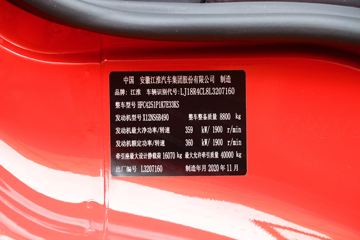 中国 安徽江淮汽车集团股份有限公司 制造
品牌：江淮 车辆识别代号：LJ18R4CL8L3207160
整车型号 HFC4251P1K7E33KS
发动机型号 112NS6B490 整车整备质量 8800 kg
发动机最大净功率/转速 359 kW/ 1900 r/min
发动机额定功率/转速 360 kW/ 1900 r/min
牵引座最大设计静载荷 16070 kg 最大允许牵引质量 40000 kg
出厂编号 L3207160 制造年月 2020 年 11 月